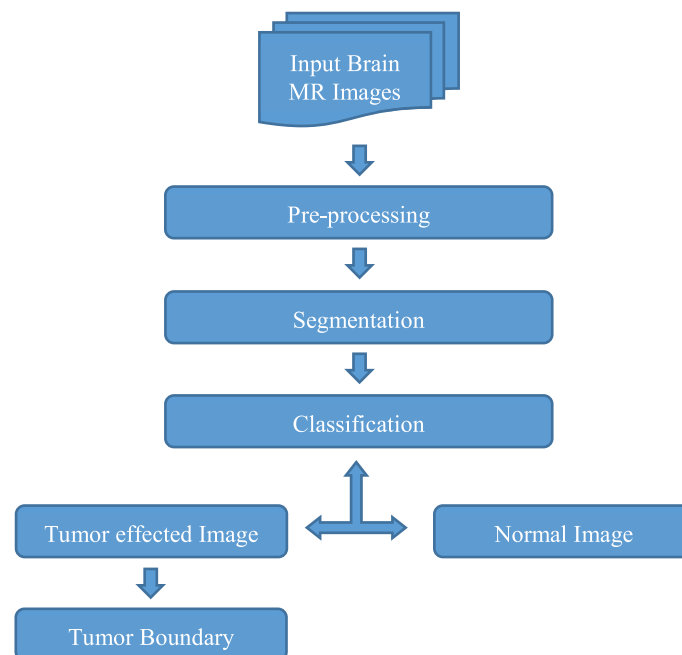 Input Brain
MR Images
Pre-processing
Segmentation
Classification
Tumor effected Image
Normal Image
Tumor Boundary